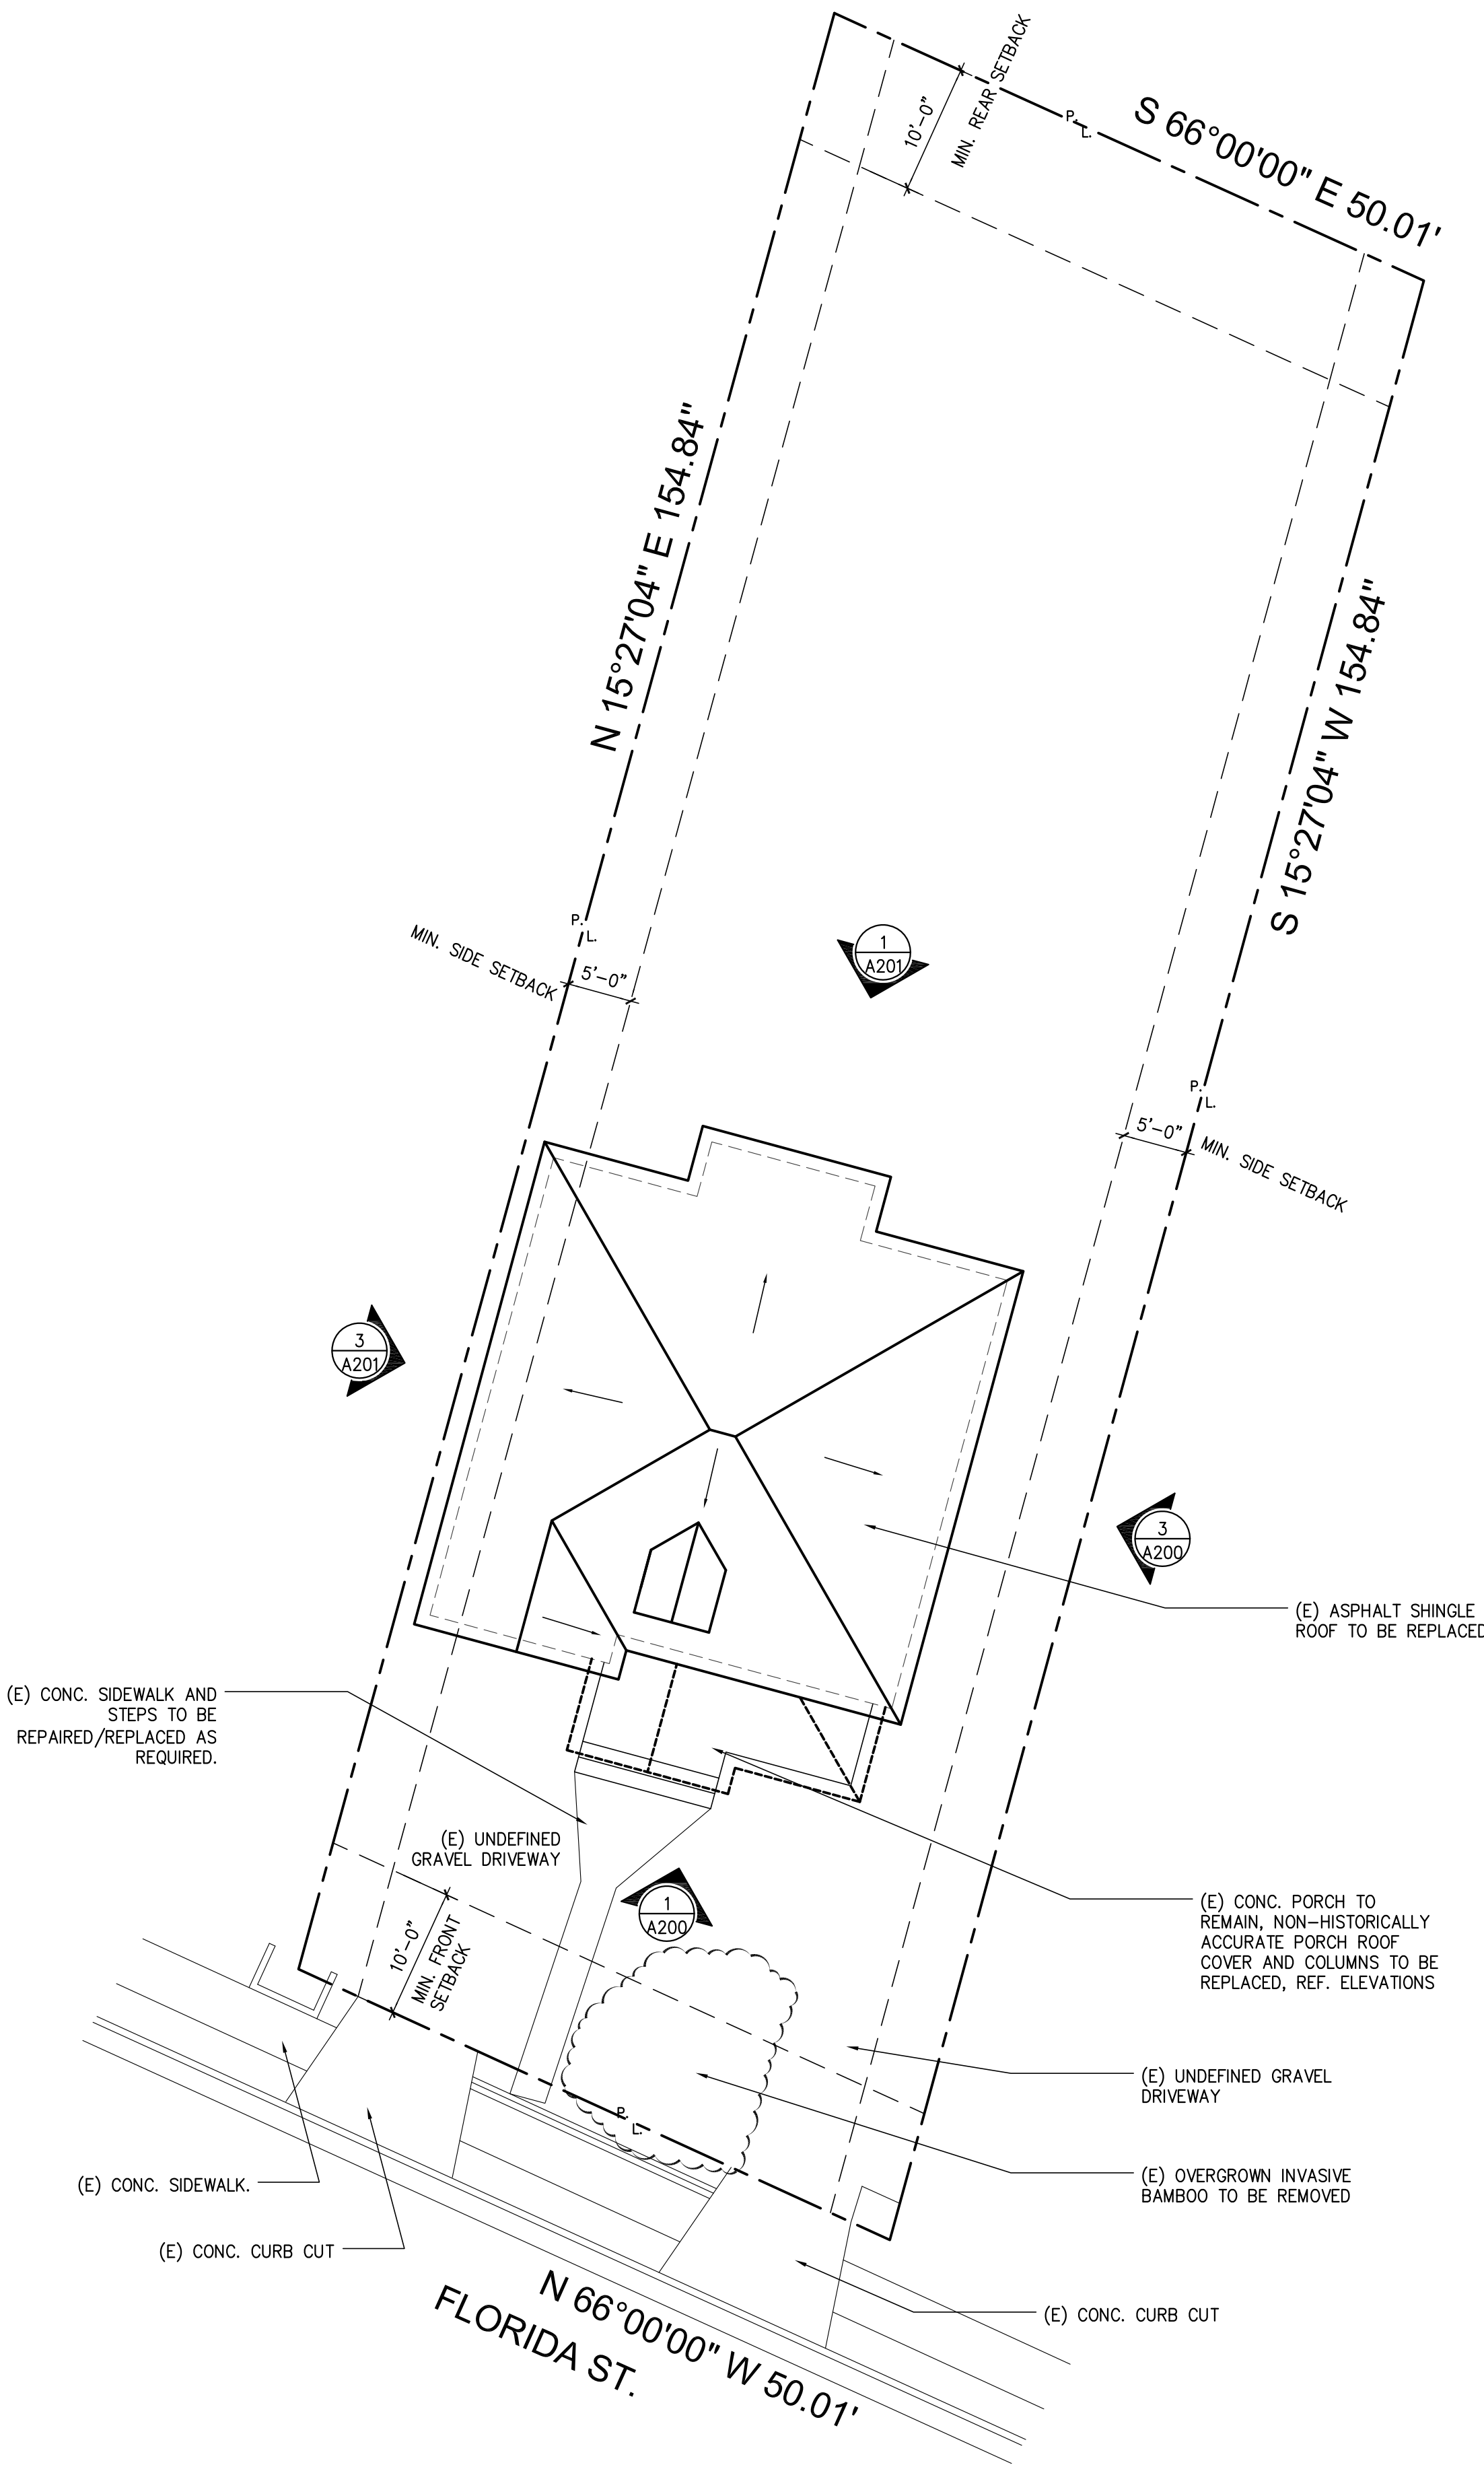 MIN. REAR SETBACK
10'-0"
P.
L.
S 66°00'00" E 50.01'
N 15°27'04" E 154.84"
S 15°27'04" W 154.84"
P.
L.
MIN. SIDE SETBACK
5'-0"
1
A201
P.
L.
5'-0"
MIN. SIDE SETBACK
3
A201
3
A200
(E) ASPHALT SHINGLE
ROOF TO BE REPLACED
(E) CONC. SIDEWALK AND
STEPS TO BE
REPAIRED/REPLACED AS
REQUIRED.
(E) UNDEFINED
GRAVEL DRIVEWAY
1
A200
(E) CONC. PORCH TO
REMAIN, NON-HISTORICALLY
ACCURATE PORCH ROOF
COVER AND COLUMNS TO BE
REPLACED, REF. ELEVATIONS
10'-0"
MIN. FRONT
SETBACK
(E) UNDEFINED GRAVEL
DRIVEWAY
P.
L.
(E) OVERGROWN INVASIVE
BAMBOO TO BE REMOVED
(E) CONC. SIDEWALK.
(E) CONC. CURB CUT
(E) CONC. CURB CUT
N 66°00'00" W 50.01'
FLORIDA ST.